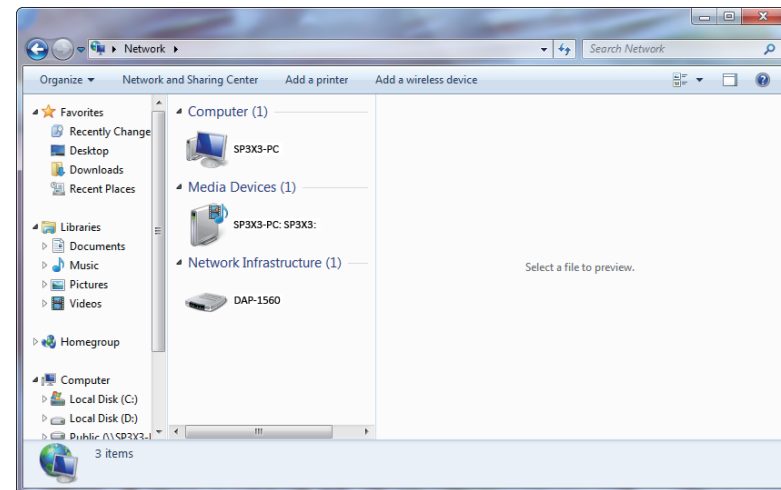 Network
Search Network
Organize Network and Sharing Center Add a printer Add a wireless device
Favorites
Recently Change
Desktop
Downloads
Recent Places
Libraries
Documents
Music
Pictures
Videos
Homegroup
Computer
Local Disk (C:)
Local Disk (D:)
Public (\\SP3X3-
Computer (1)
SP3X3-PC
Media Devices (1)
SP3X3-PC: SP3X3:
Network Infrastructure (1)
DAP-1560
Select a file to preview.
3 items